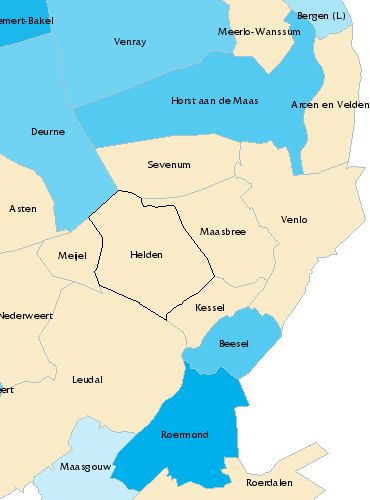 Bergen (L.)
emert-Bakel
Meerlo-Wanssum
Venray
Horst aan de Maas
Arcen en Velden
Deurne
Sevenum
Asten
Venlo
Maasbree
Meijel
Helden
Kessel
Nederweert
Beesel
Leudal
ert
Roermond
Maasgouw
Roerdalen